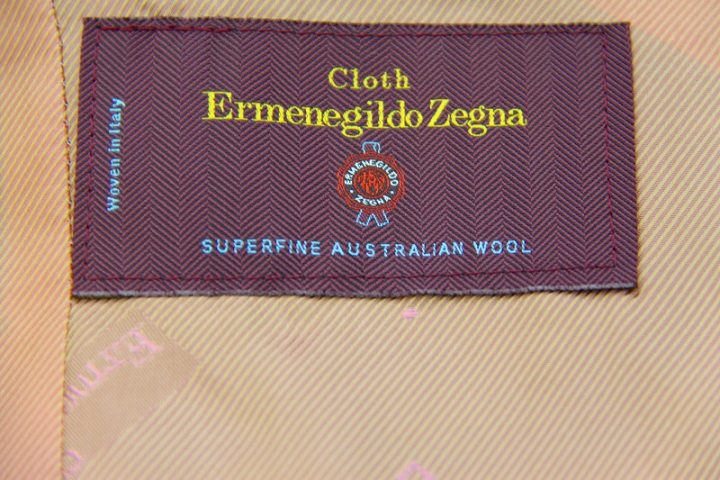 Cloth
Ermenegildo Zegna
Woven in Italy
ERMENEGILDO
ZEGNA
SUPERFINE AUSTRALIAN WOOL